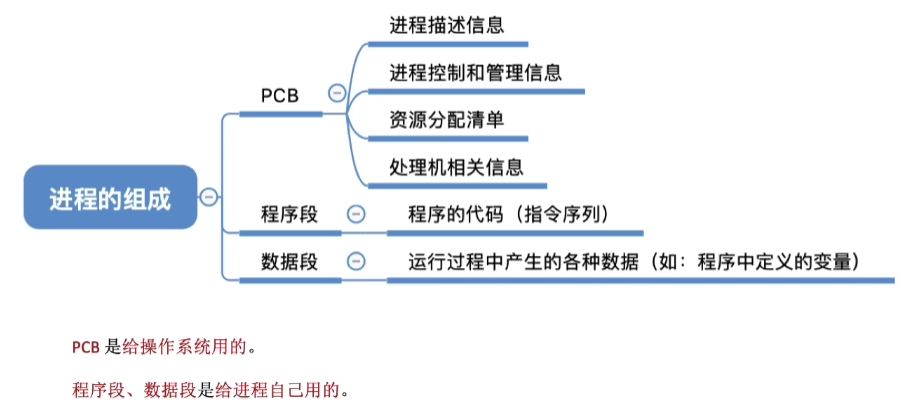 进程的组成
PCB
进程描述信息
进程控制和管理信息
资源分配清单
处理机相关信息
程序段
程序的代码（指令序列）
数据段
运行过程中产生的各种数据（如：程序中定义的变量）
PCB 是给操作系统用的。
程序段、数据段是给进程自己用的。